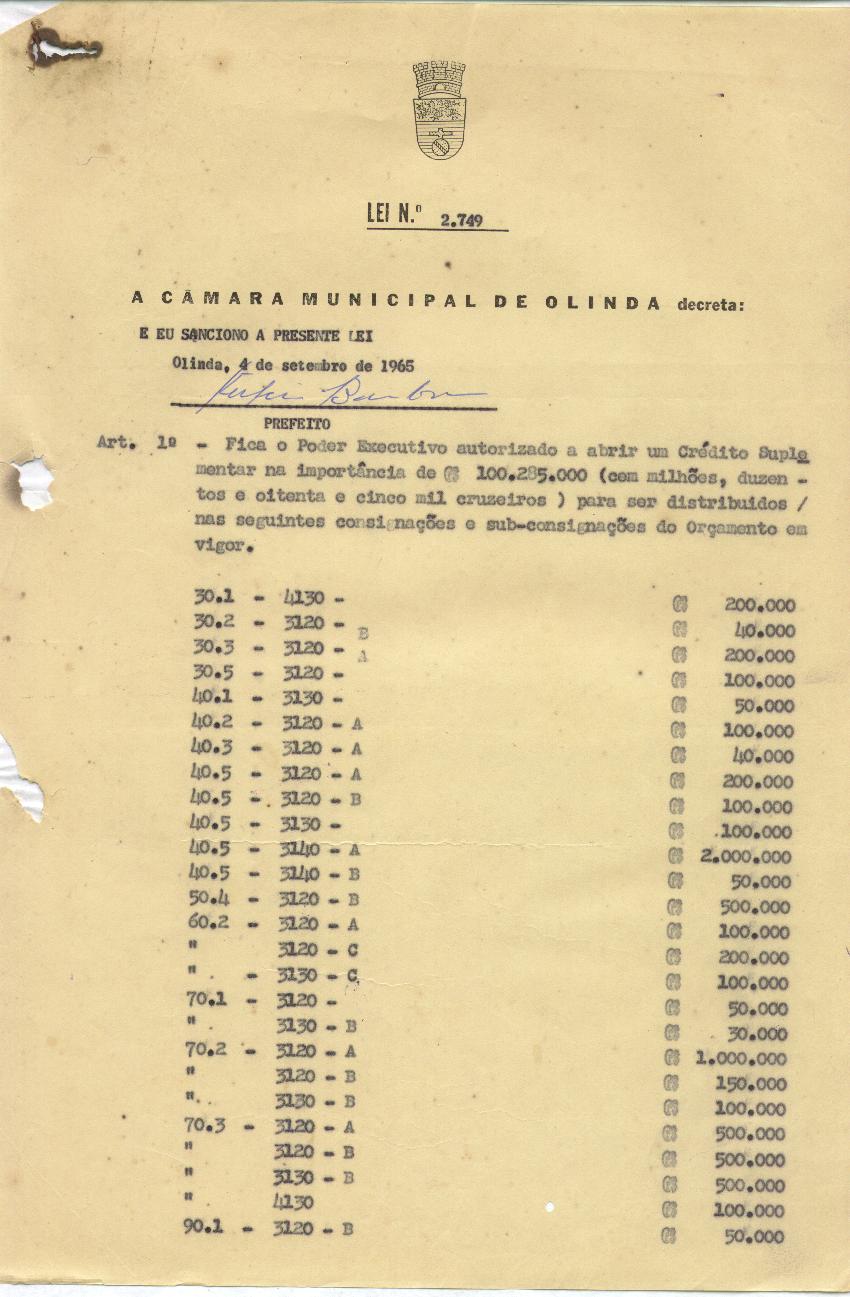 LEI N.º 2.749
A CÂMARA MUNICIPAL DE OLINDA decreta:
E EU SANCIONO A PRESENTE LEI
Olinda, 4 de setembro de 1965
PREFEITO
Art. 1º - Fica o Poder Executivo autorizado a abrir um Crédito Suple
mentar na importância de Cr$ 100.285.000 (cem milhões, duzen -
tos e oitenta e cinco mil cruzeiros ) para ser distribuidos /
nas seguintes consignações e sub-consignações do Orçamento em
vigor.
30.1 - 4130 - Cr$ 200.000
30.2 - 3120 - B Cr$ 40.000
30.3 - 3120 - A Cr$ 200.000
30.5 - 3120 - Cr$ 100.000
40.1 - 3130 - Cr$ 50.000
40.2 - 3120 - A Cr$ 100.000
40.3 - 3120 - A Cr$ 40.000
40.5 - 3120 - A Cr$ 200.000
40.5 - 3120 - B Cr$ 100.000
40.5 - 3130 - Cr$ 100.000
40.5 - 3140 - A Cr$ 2.000.000
40.5 - 3140 - B Cr$ 50.000
50.4 - 3120 - B Cr$ 500.000
60.2 - 3120 - A Cr$ 100.000
" 3120 - C Cr$ 200.000
" . - 3130 - C Cr$ 100.000
70.1 - 3120 - Cr$ 50.000
" . 3130 - B Cr$ 30.000
70.2 - 3120 - A Cr$ 1.000.000
" 3120 - B Cr$ 150.000
" . 3130 - B Cr$ 100.000
70.3 - 3120 - A Cr$ 500.000
" 3120 - B Cr$ 500.000
" 3130 - B Cr$ 500.000
" 4130 Cr$ 100.000
90.1 - 3120 - B Cr$ 50.000